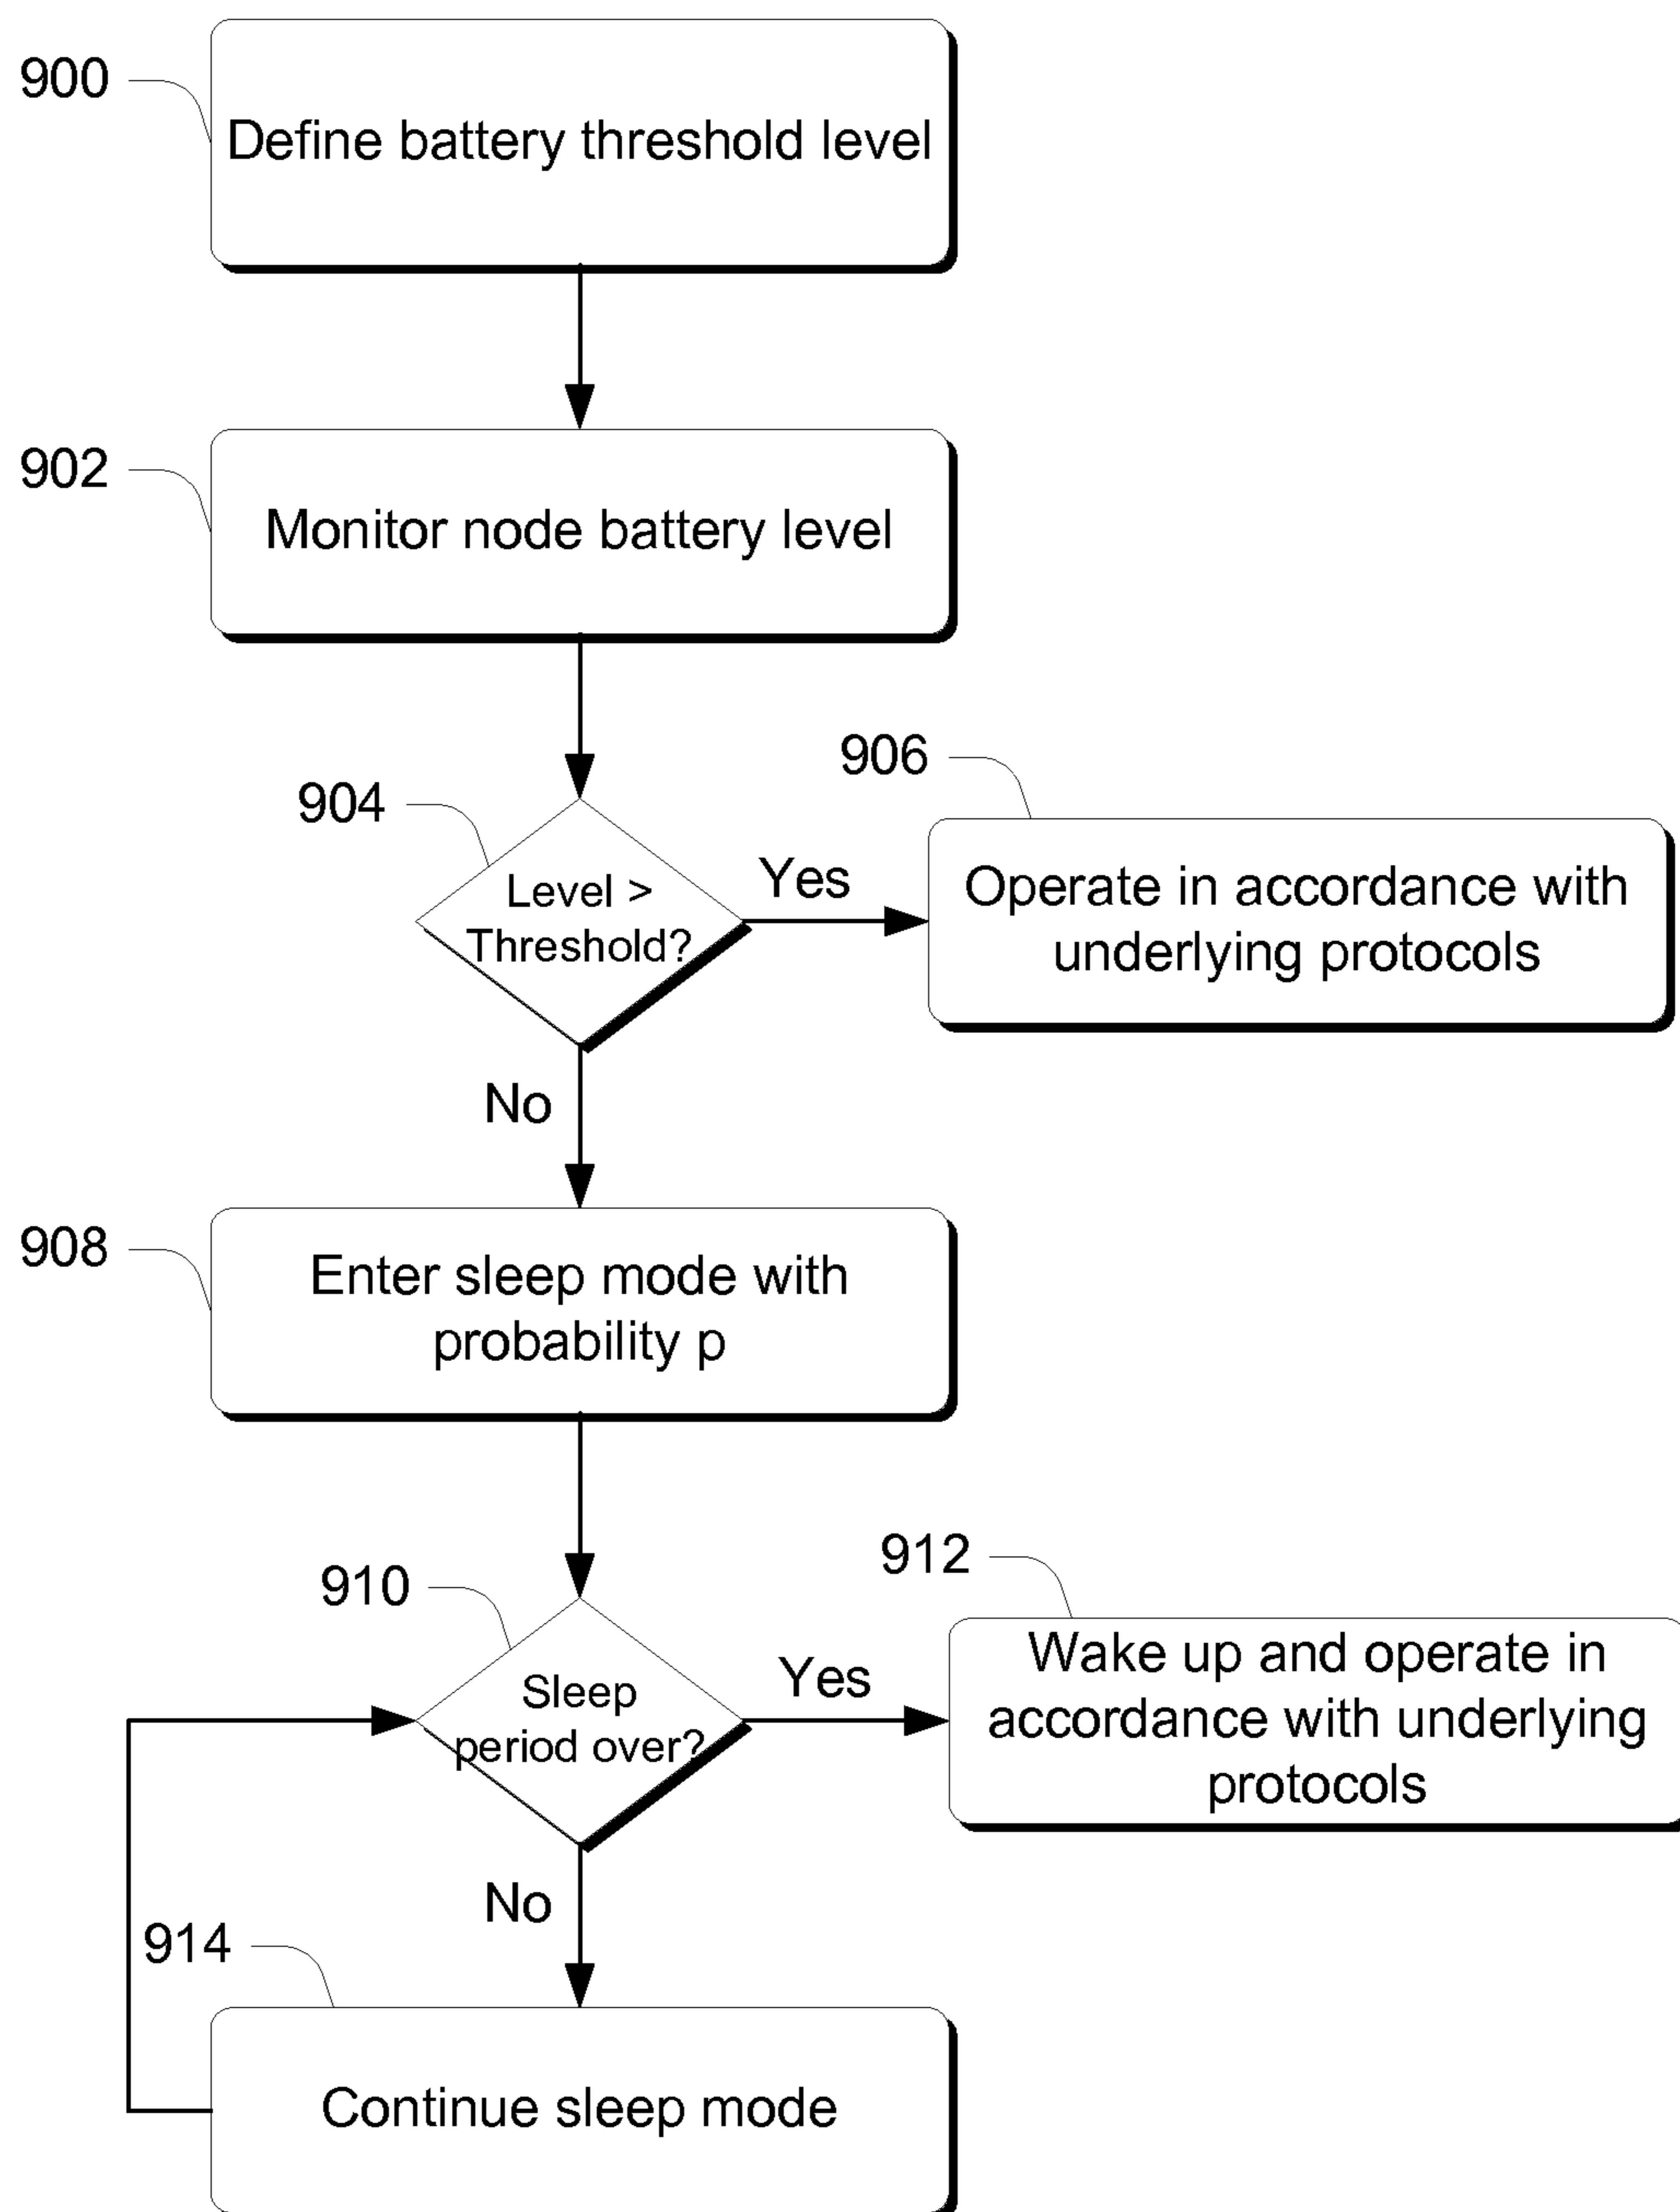 900
Define battery threshold level
902
Monitor node battery level
904
Level >
Threshold?
Yes
906
Operate in accordance with
underlying protocols
No
908
Enter sleep mode with
probability p
910
Sleep
period over?
Yes
912
Wake up and operate in
accordance with underlying
protocols
No
914
Continue sleep mode